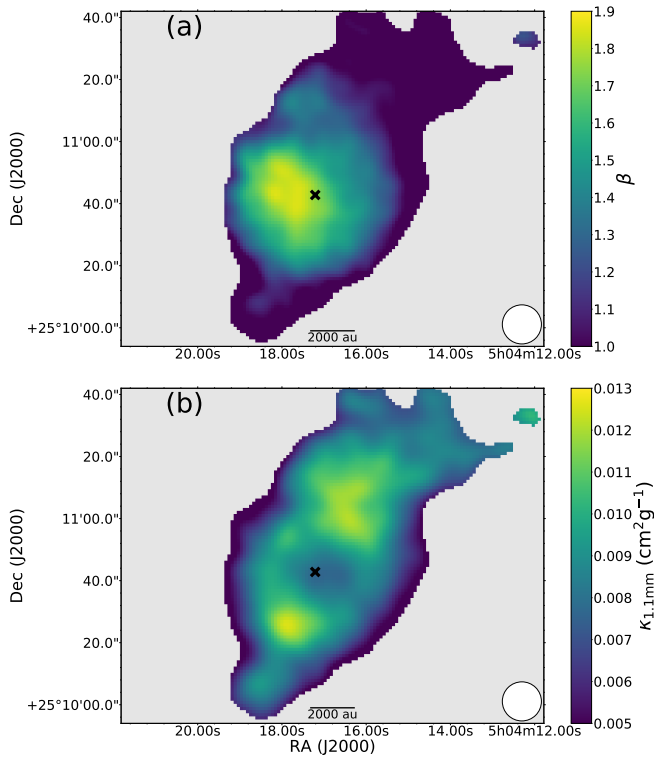 (a)
40.0"
20.0"
11'00.0"
40.0"
20.0"
+25°10'00.0"
Dec (J2000)
2000 au
20.00s 18.00s 16.00s 14.00s 5h04m12.00s
1.9
1.8
1.7
1.6
1.5
1.4
1.3
1.2
1.1
1.0
β
(b)
40.0"
20.0"
11'00.0"
40.0"
20.0"
+25°10'00.0"
Dec (J2000)
2000 au
20.00s 18.00s 16.00s 14.00s 5h04m12.00s
RA (J2000)
0.013
0.012
0.011
0.010
0.009
0.008
0.007
0.006
0.005
κ1.1mm (cm²g⁻¹)